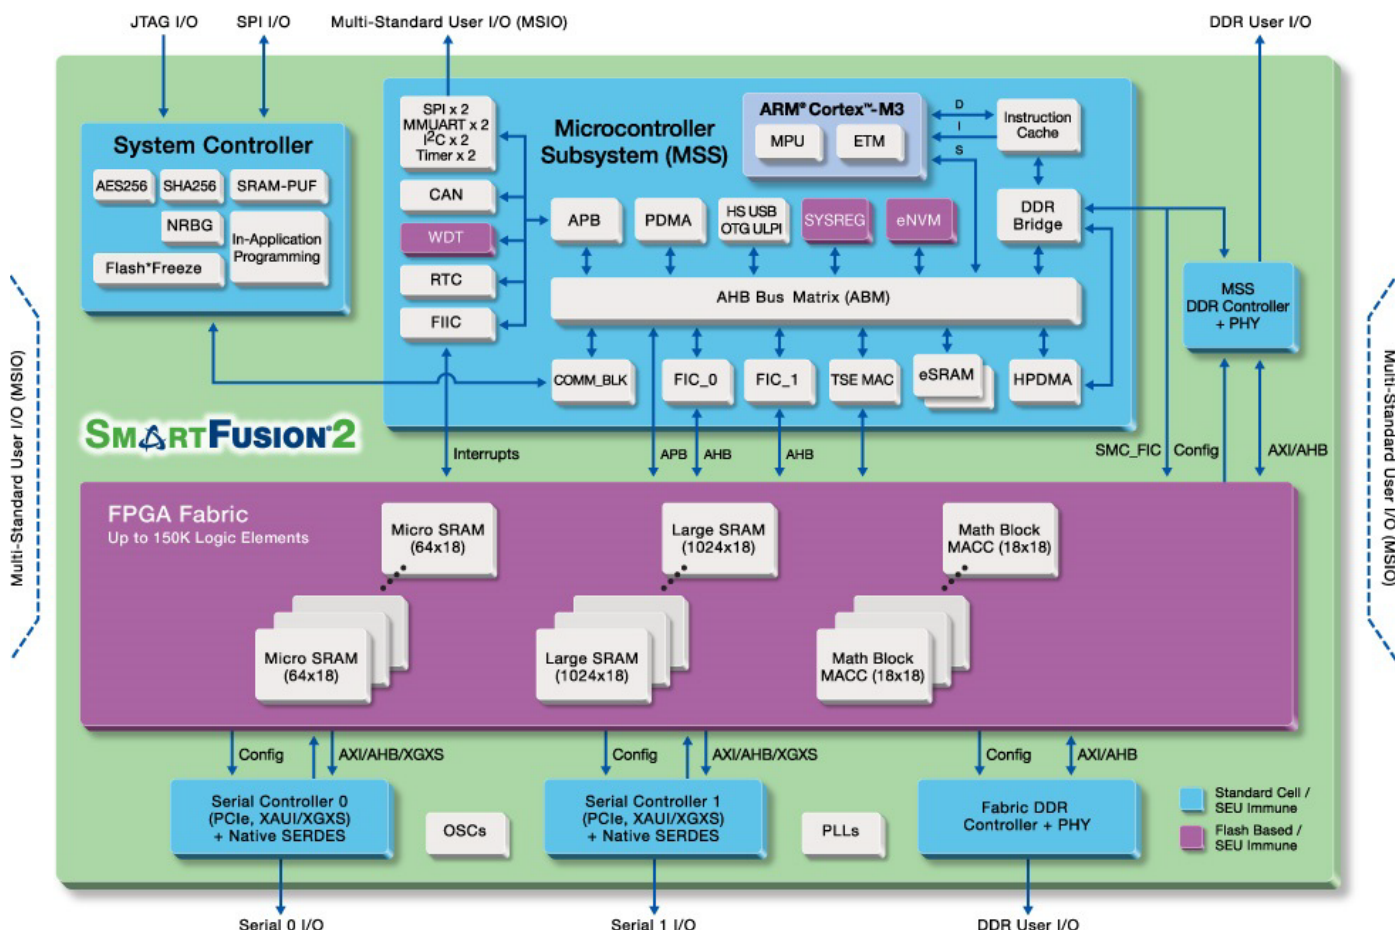 JTAG I/O
SPI I/O
Multi-Standard User I/O (MSIO)
DDR User I/O
System Controller
AES256
SHA256
SRAM-PUF
NRBG
In-Application
Programming
Flash*Freeze
SPI x 2
MMUART x 2
I²C x 2
Timer x 2
CAN
WDT
RTC
FIIC
Microcontroller
Subsystem (MSS)
ARM® Cortex™-M3
MPU
ETM
D
I
S
Instruction
Cache
APB
PDMA
HS USB
OTG ULPI
SYSREG
eNVM
DDR
Bridge
AHB Bus Matrix (ABM)
MSS
DDR Controller
+ PHY
COMM_BLK
FIC_0
FIC_1
TSE MAC
eSRAM
HPDMA
SMARTFUSION®2
Interrupts
APB
AHB
AHB
SMC_FIC
Config
AXI/AHB
Multi-Standard User I/O (MSIO)
Multi-Standard User I/O (MSIO)
FPGA Fabric
Up to 150K Logic Elements
Micro SRAM
(64x18)
Large SRAM
(1024x18)
Math Block
MACC (18x18)
Micro SRAM
(64x18)
Large SRAM
(1024x18)
Math Block
MACC (18x18)
Config
AXI/AHB/XGXS
Config
AXI/AHB/XGXS
Config
AXI/AHB
Serial Controller 0
(PCIe, XAUI/XGXS)
+ Native SERDES
OSCs
Serial Controller 1
(PCIe, XAUI/XGXS)
+ Native SERDES
PLLs
Fabric DDR
Controller + PHY
Standard Cell /
SEU Immune
Flash Based /
SEU Immune
Serial 0 I/O
Serial 1 I/O
DDR User I/O